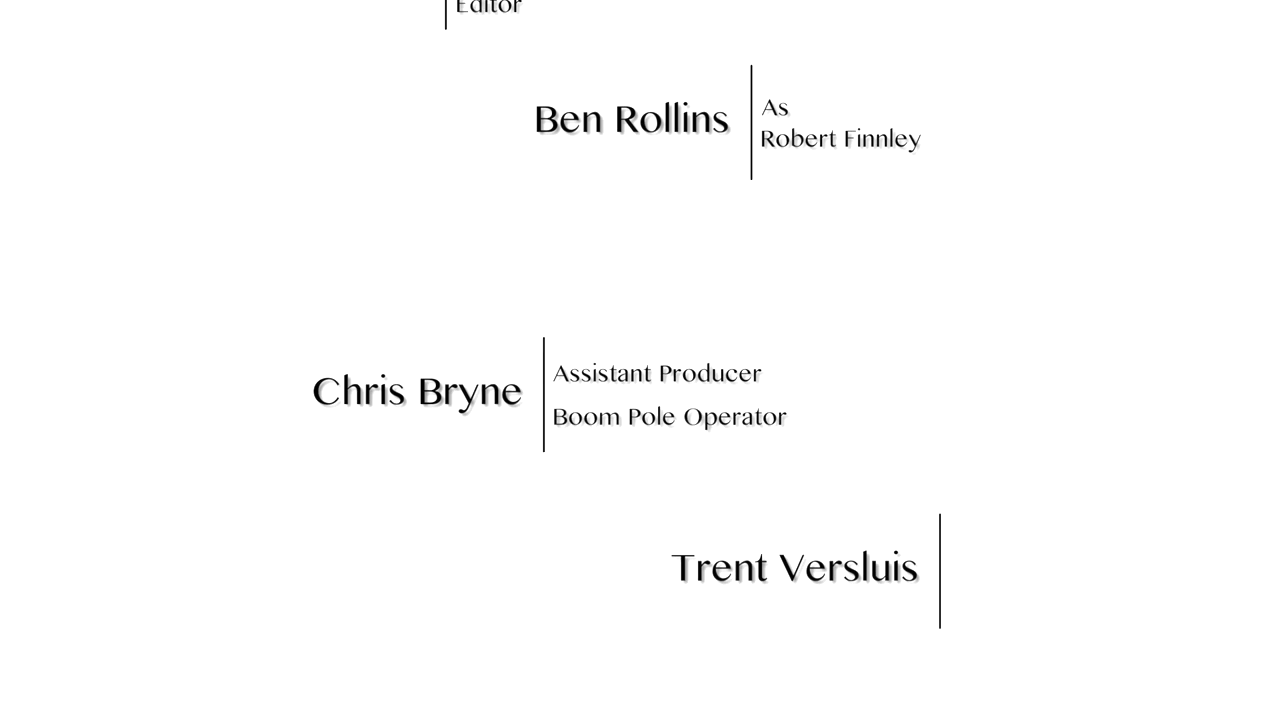 Editor
Ben Rollins
As
Robert Finnley
Chris Bryne
Assistant Producer
Boom Pole Operator
Trent Versluis